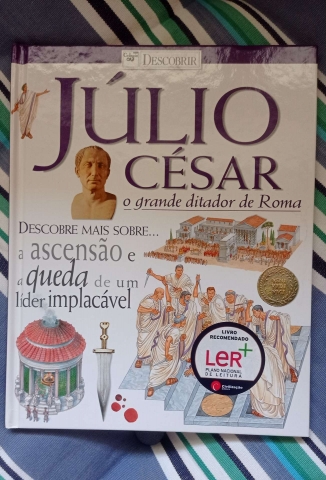 DESCOBRIR
JÚLIO
CÉSAR
o grande ditador de Roma
DESCOBRE MAIS SOBRE...
a ascensão e
a queda de um
líder implacável
LIVRO
RECOMENDADO
LER+
PLANO NACIONAL
DE LEITURA